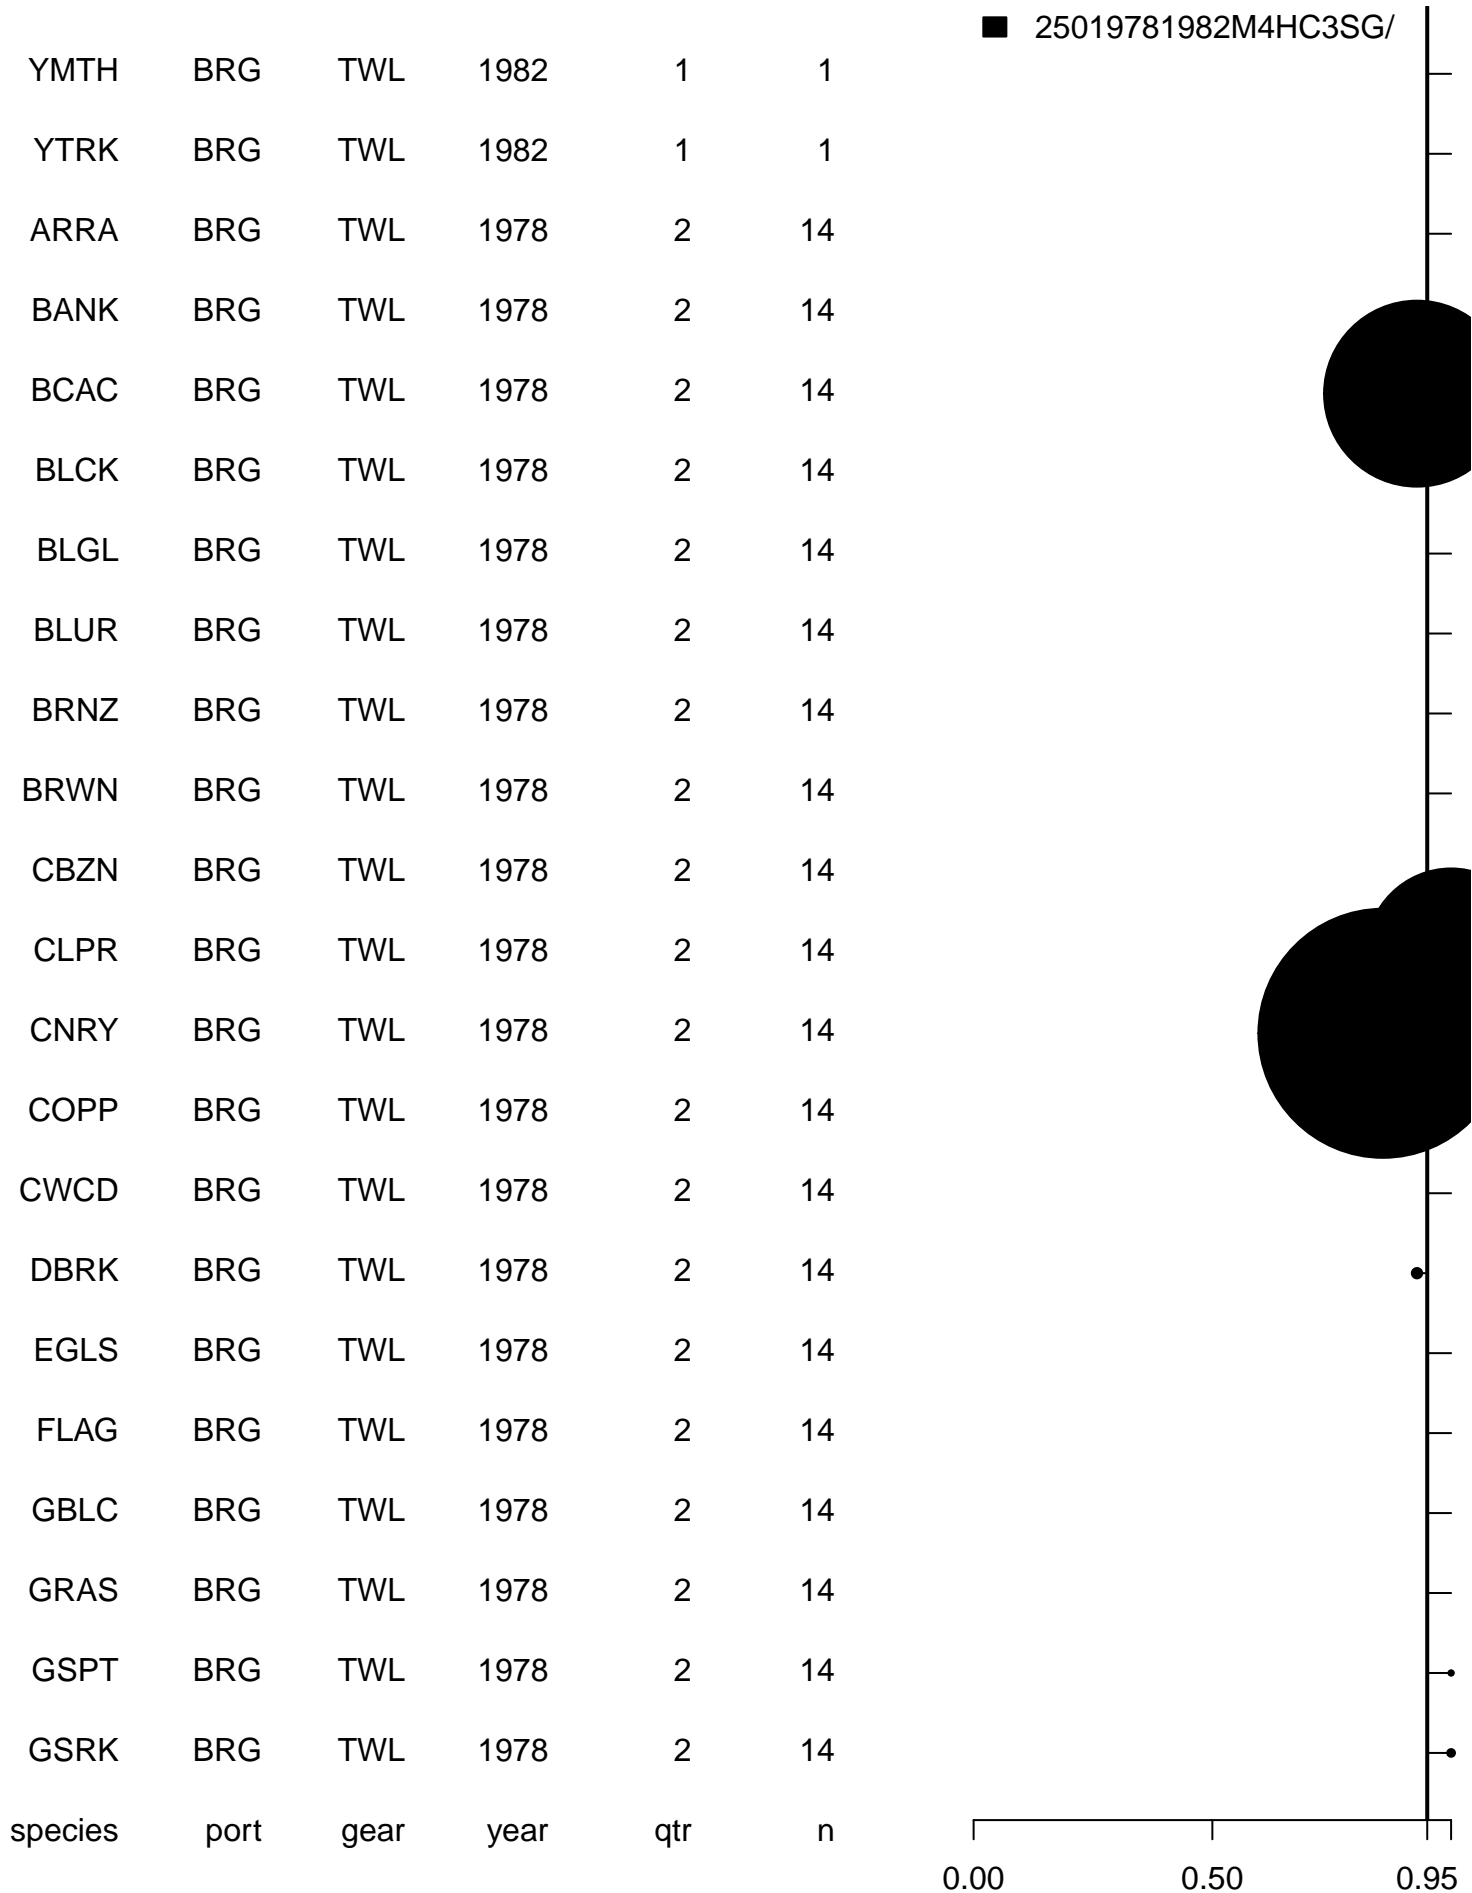 25019781982M4HC3SG/
YMTH BRG TWL 1982 1 1
YTRK BRG TWL 1982 1 1
ARRA BRG TWL 1978 2 14
BANK BRG TWL 1978 2 14
BCAC BRG TWL 1978 2 14
BLCK BRG TWL 1978 2 14
BLGL BRG TWL 1978 2 14
BLUR BRG TWL 1978 2 14
BRNZ BRG TWL 1978 2 14
BRWN BRG TWL 1978 2 14
CBZN BRG TWL 1978 2 14
CLPR BRG TWL 1978 2 14
CNRY BRG TWL 1978 2 14
COPP BRG TWL 1978 2 14
CWCD BRG TWL 1978 2 14
DBRK BRG TWL 1978 2 14
EGLS BRG TWL 1978 2 14
FLAG BRG TWL 1978 2 14
GBLC BRG TWL 1978 2 14
GRAS BRG TWL 1978 2 14
GSPT BRG TWL 1978 2 14
GSRK BRG TWL 1978 2 14
species port gear year qtr n
0.00 0.50 0.95